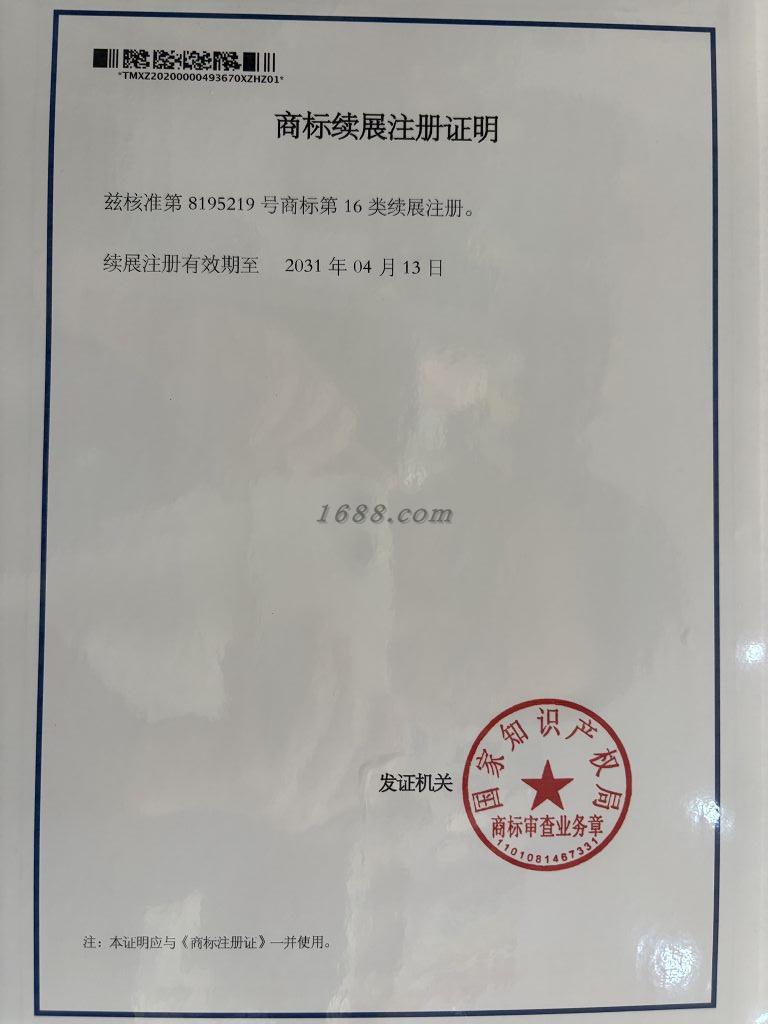 *TMXZ20200000493670XZHZ01*
商标续展注册证明
兹核准第 8195219 号商标第 16 类续展注册。
续展注册有效期至 2031 年 04 月 13 日
1688.com
国家知识产权局
发证机关
商标审查业务章
1101081467331
注：本证明应与《商标注册证》一并使用。